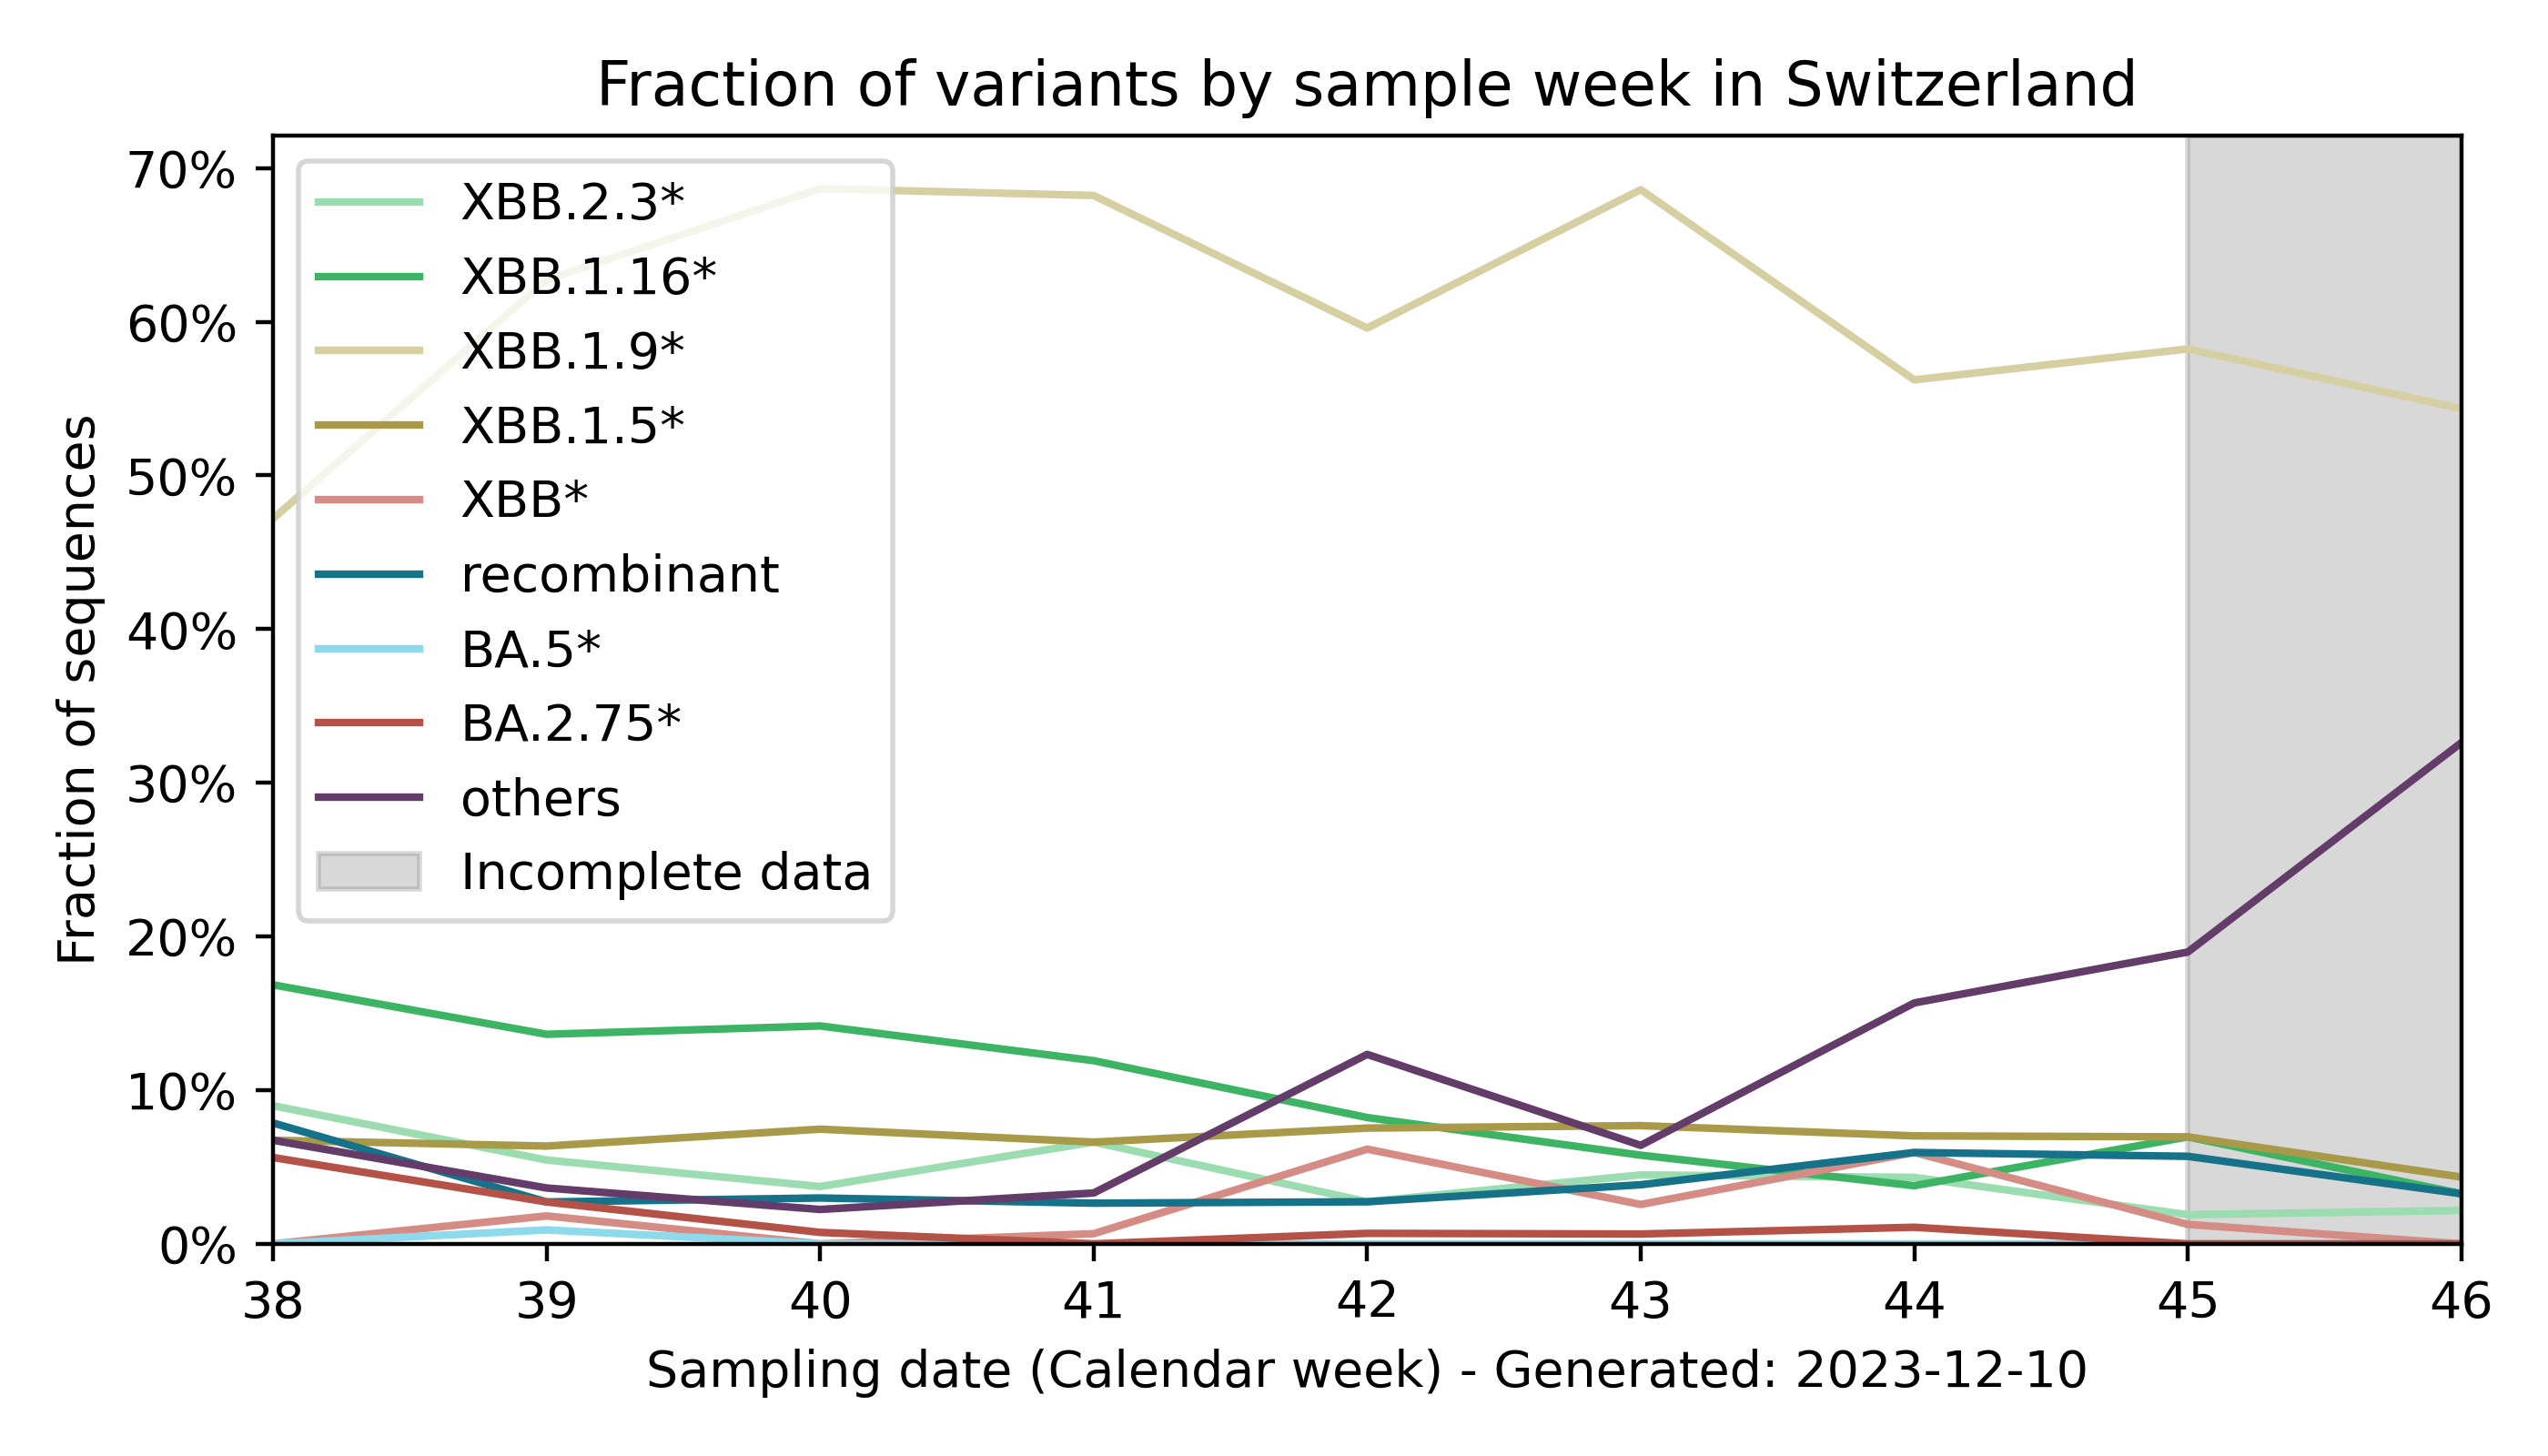 Fraction of variants by sample week in Switzerland
70%
60%
50%
40%
30%
20%
10%
0%
Fraction of sequences
XBB.2.3*
XBB.1.16*
XBB.1.9*
XBB.1.5*
XBB*
recombinant
BA.5*
BA.2.75*
others
Incomplete data
38 39 40 41 42 43 44 45 46
Sampling date (Calendar week) - Generated: 2023-12-10